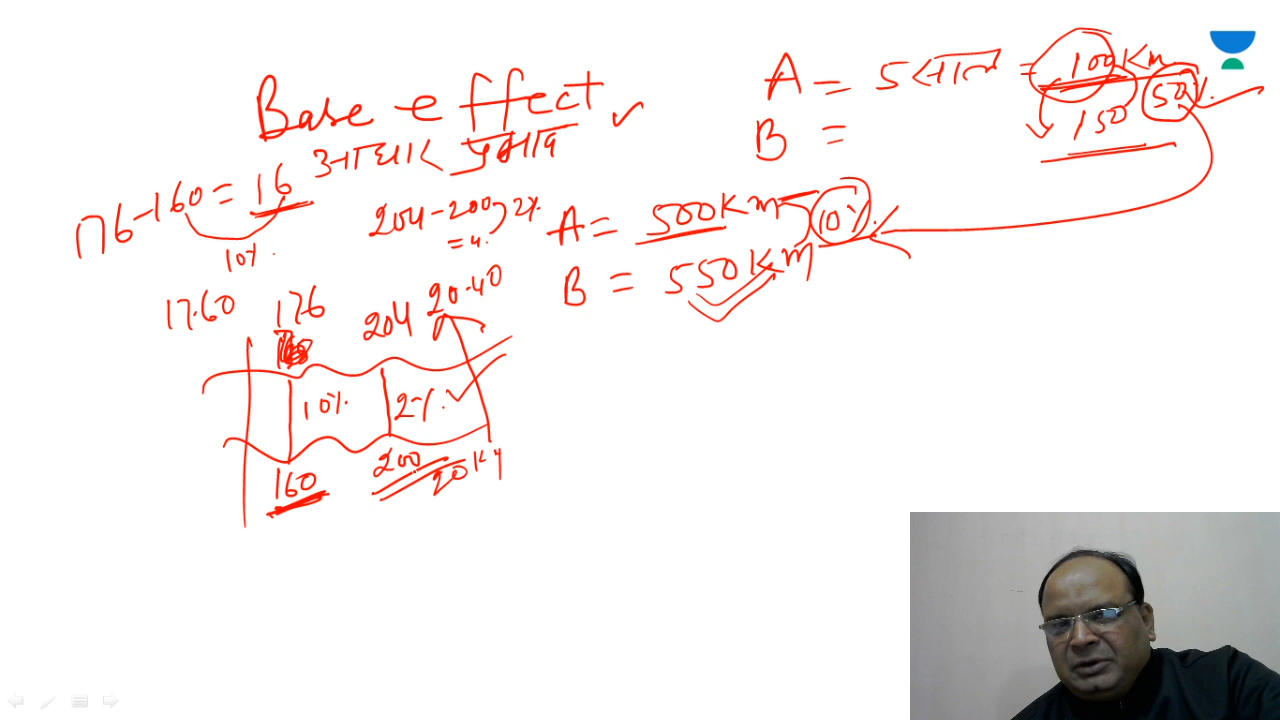 Base effect
आधार प्रभाव
176-160 = 16
10%.
204-200
2%.
= 4.
A = 5 साल = 100 Km
B = 150
50%
A = 500 Km
10%
B = 550 Km
17.60
176
204
20.40
10%.
2%.
160
200
20